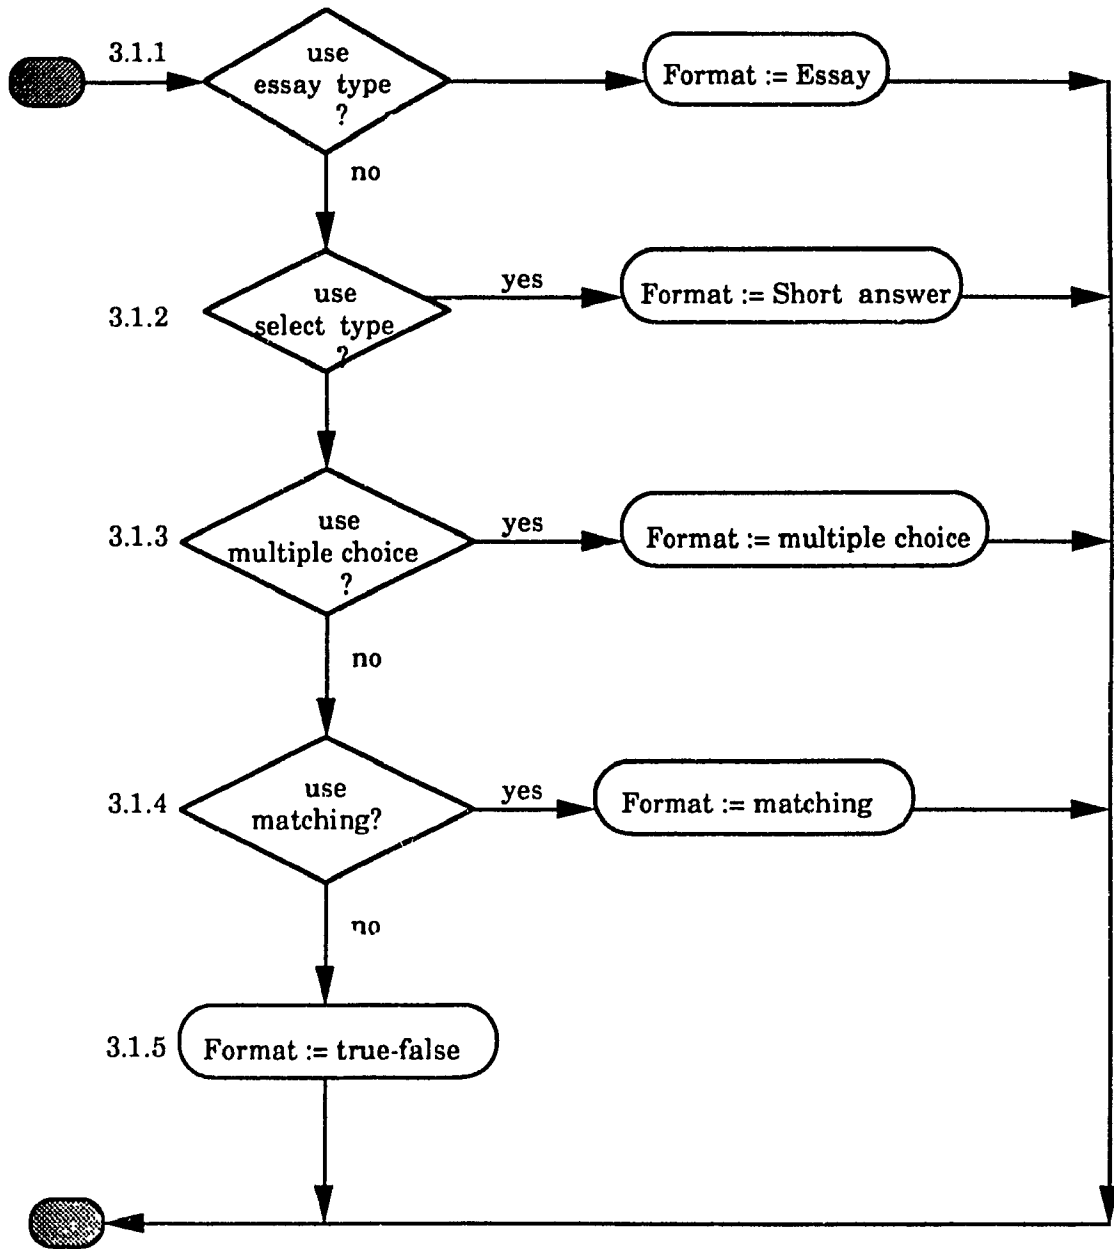 3.1.1
use
essay type
?
Format := Essay
no
3.1.2
use
select type
?
yes
Format := Short answer
3.1.3
use
multiple choice
?
yes
Format := multiple choice
no
3.1.4
use
matching?
yes
Format := matching
no
3.1.5
Format := true-false